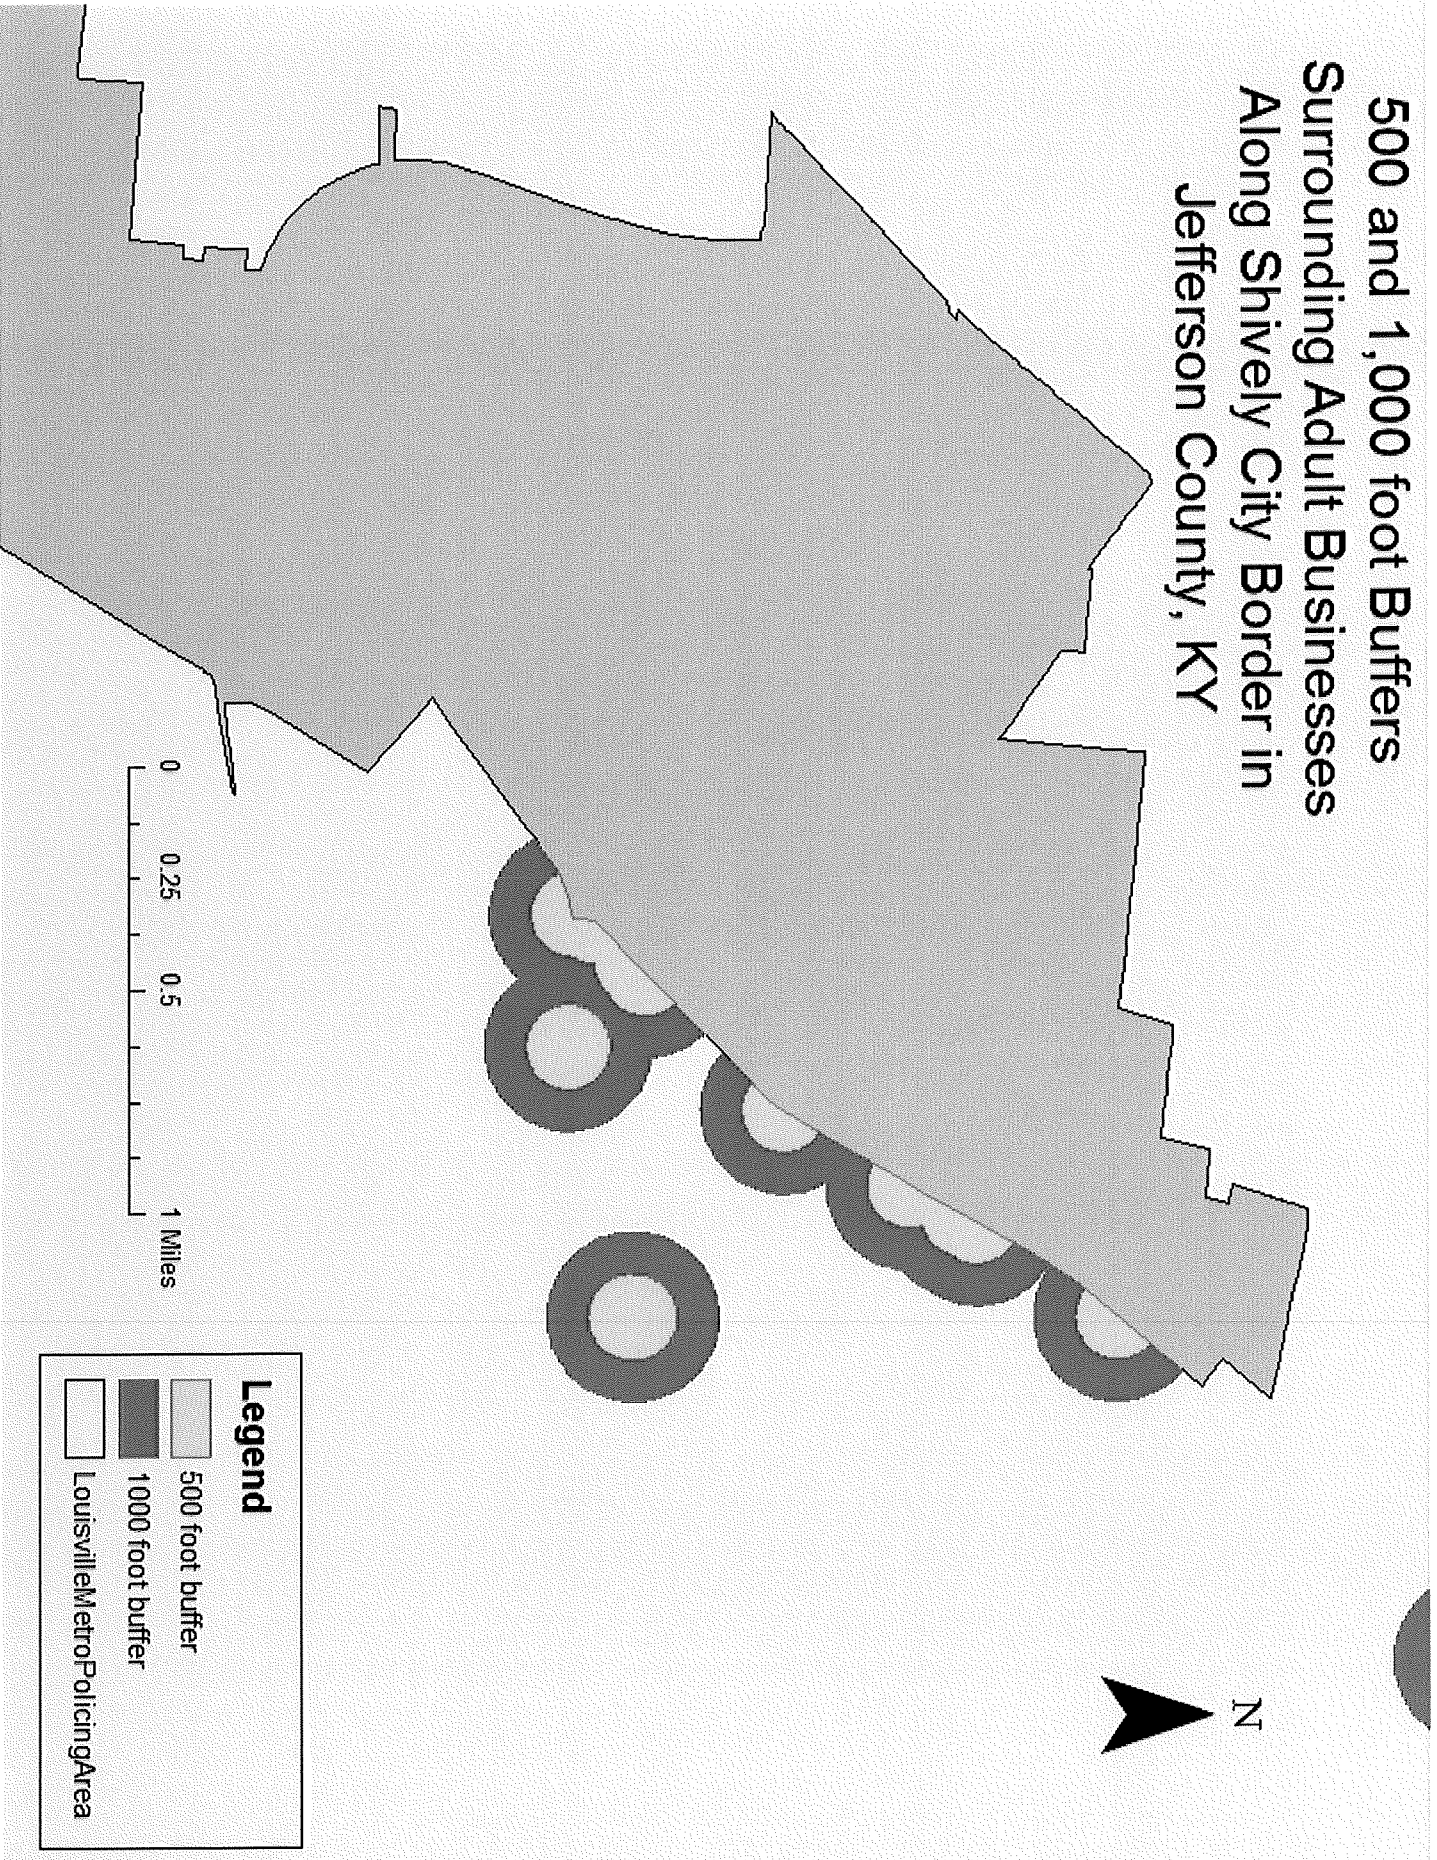 500 and 1,000 foot Buffers
Surrounding Adult Businesses
Along Shively City Border in
Jefferson County, KY
N
0
0.25
0.5
1 Miles
Legend
500 foot buffer
1000 foot buffer
LouisvilleMetroPolicingArea